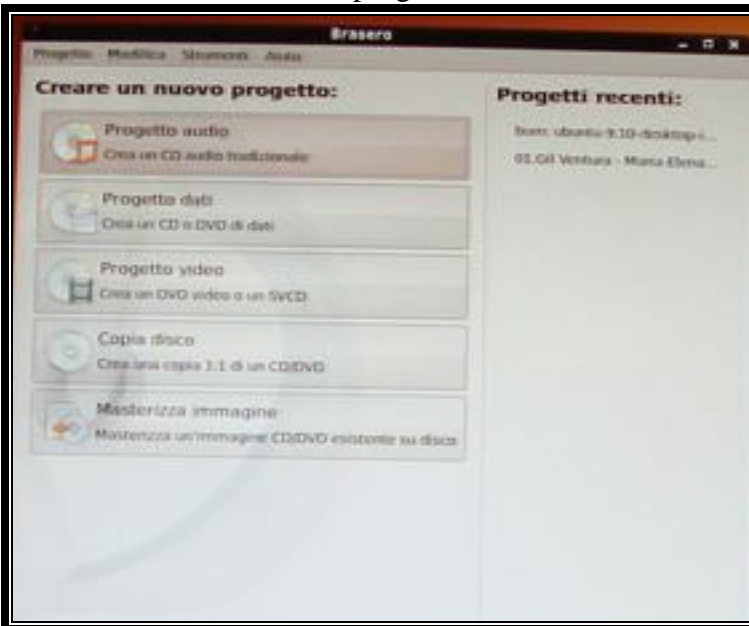 Brasero
Progetto Modifica Strumenti Aiuto
Creare un nuovo progetto:
Progetto audio
Crea un CD audio tradizionale
Progetto dati
Crea un CD o DVD di dati
Progetto video
Crea un DVD video o un SVCD
Copia disco
Crea una copia 1:1 di un CD/DVD
Masterizza immagine
Masterizza un'immagine CD/DVD esistente su disco
Progetti recenti:
ubuntu-9.10-desktop-i...
01.Gil Ventura - Maria Elena...